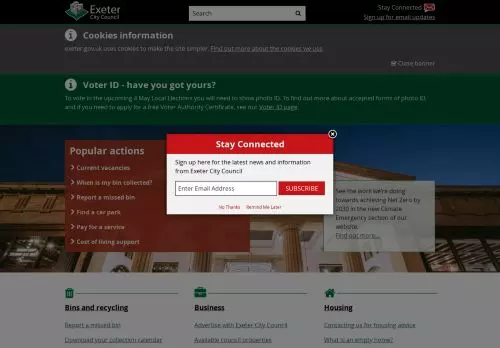 Exeter
City Council
Search
Stay Connected
Sign up for email updates
Cookies information
exeter.gov.uk uses cookies to make the site simpler. Find out more about the cookies we use
Close banner
Voter ID - have you got yours?
To vote in the upcoming 4 May Local Elections you will need to show photo ID. To find out more about accepted forms of photo ID,
and if you need to apply for a free Voter Authority Certificate, see our Voter ID page.
Popular actions
Current vacancies
When is my bin collected?
Report a missed bin
Find a car park
Pay for a service
Cost of living support
Stay Connected
Sign up here for the latest news and information
from Exeter City Council
Enter Email Address
SUBSCRIBE
No Thanks
Remind Me Later
See the work we're doing
towards achieving Net Zero by
2030 in the new Climate
Emergency section of our
website.
Find out more...
Bins and recycling
Report a missed bin
Download your collection calendar
Business
Advertise with Exeter City Council
Available council properties
Housing
Contacting us for housing advice
What is an empty home?